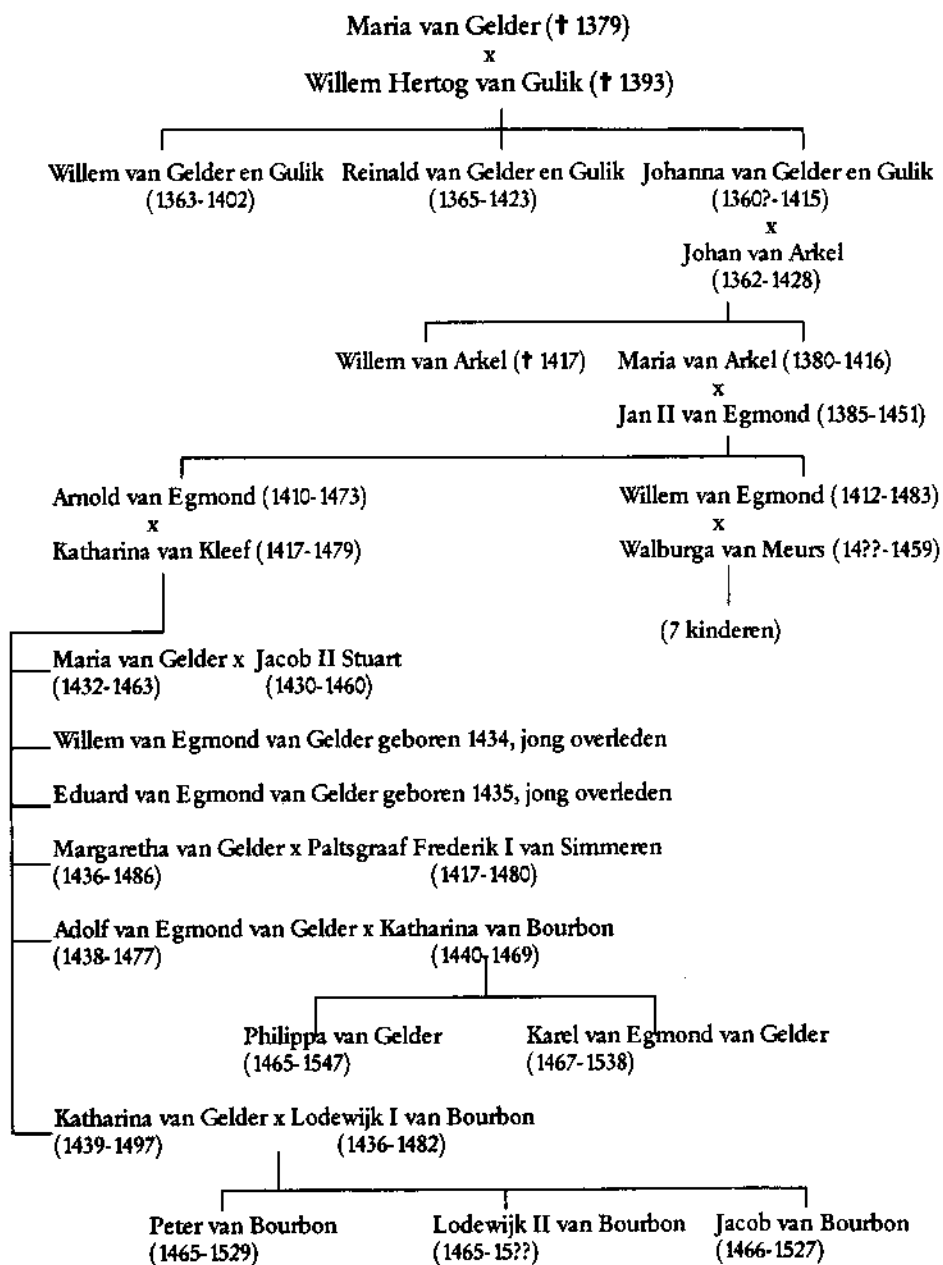 Maria van Gelder († 1379)
x
Willem Hertog van Gulik († 1393)
Willem van Gelder en Gulik Reinald van Gelder en Gulik Johanna van Gelder en Gulik
(1363-1402) (1365-1423) (1360?-1415)
x
Johan van Arkel
(1362-1428)
Willem van Arkel († 1417) Maria van Arkel (1380-1416)
x
Jan II van Egmond (1385-1451)
Arnold van Egmond (1410-1473) Willem van Egmond (1412-1483)
x x
Katharina van Kleef (1417-1479) Walburga van Meurs (14??-1459)
(7 kinderen)
Maria van Gelder x Jacob II Stuart
(1432-1463) (1430-1460)
Willem van Egmond van Gelder geboren 1434, jong overleden
Eduard van Egmond van Gelder geboren 1435, jong overleden
Margaretha van Gelder x Paltsgraaf Frederik I van Simmeren
(1436-1486) (1417-1480)
Adolf van Egmond van Gelder x Katharina van Bourbon
(1438-1477) (1440-1469)
Philippa van Gelder Karel van Egmond van Gelder
(1465-1547) (1467-1538)
Katharina van Gelder x Lodewijk I van Bourbon
(1439-1497) (1436-1482)
Peter van Bourbon Lodewijk II van Bourbon Jacob van Bourbon
(1465-1529) (1465-15??) (1466-1527)